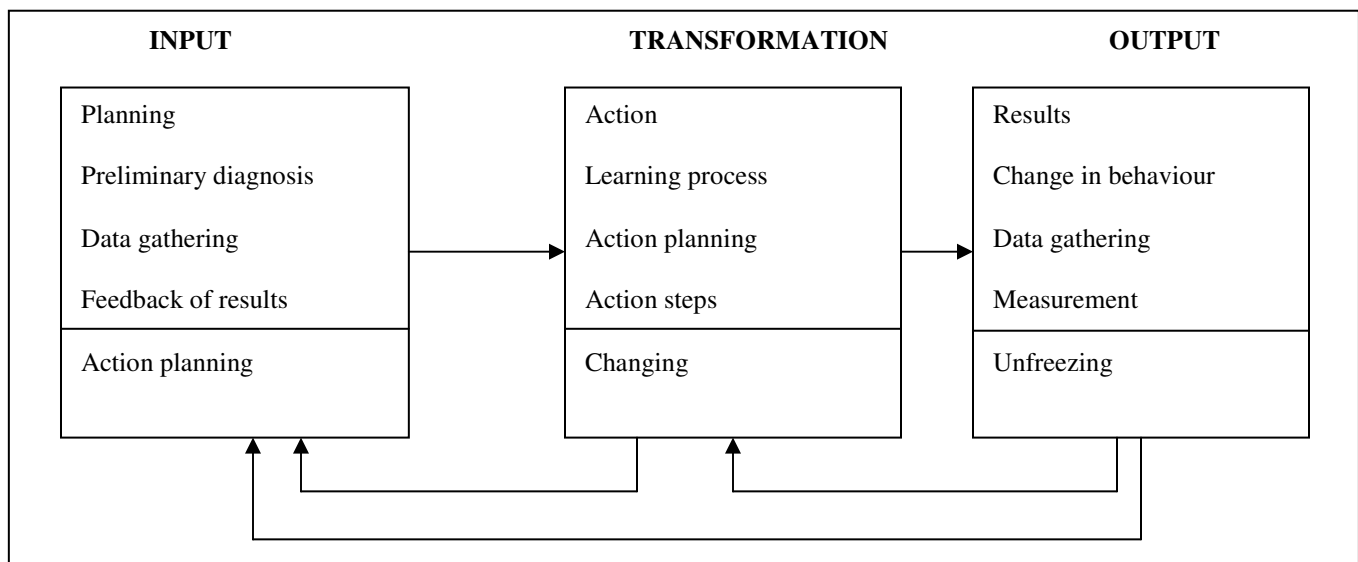 INPUT
TRANSFORMATION
OUTPUT
Planning
Preliminary diagnosis
Data gathering
Feedback of results
Action planning
Action
Learning process
Action planning
Action steps
Changing
Results
Change in behaviour
Data gathering
Measurement
Unfreezing